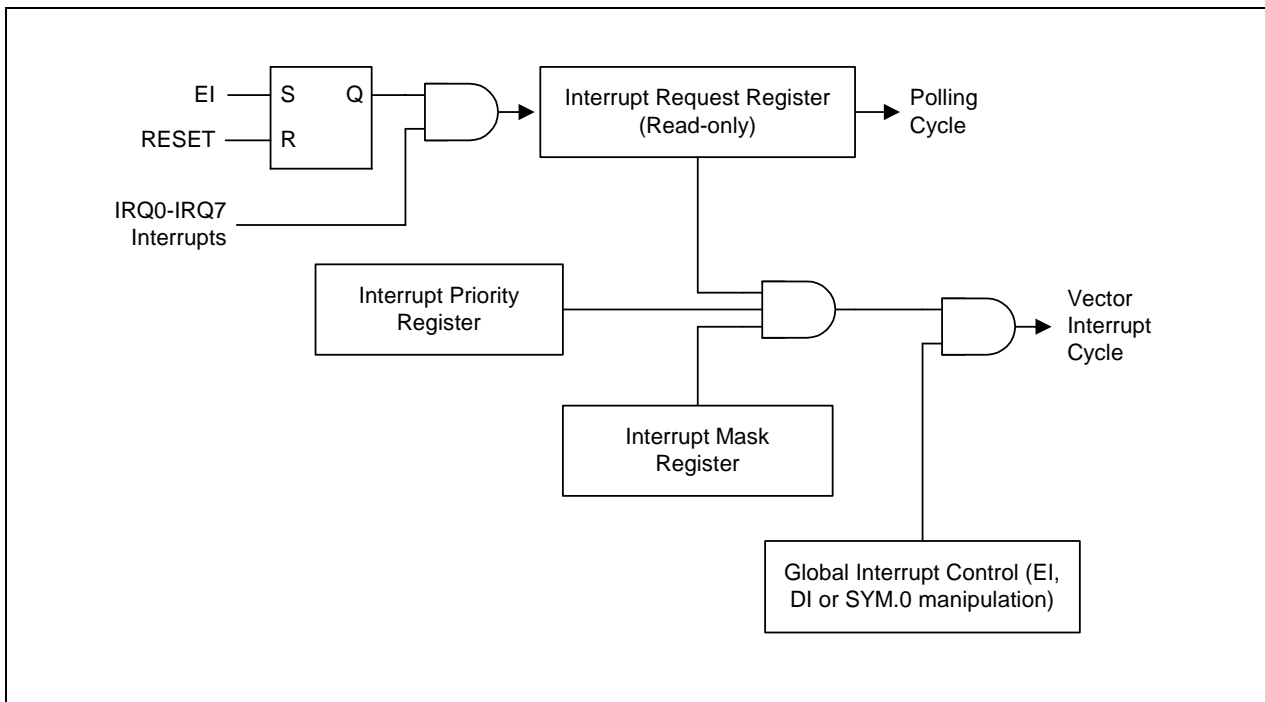 EI
S
Q
RESET
R
IRQ0-IRQ7
Interrupts
Interrupt Request Register
(Read-only)
Polling
Cycle
Interrupt Priority
Register
Interrupt Mask
Register
Vector
Interrupt
Cycle
Global Interrupt Control (EI,
DI or SYM.0 manipulation)